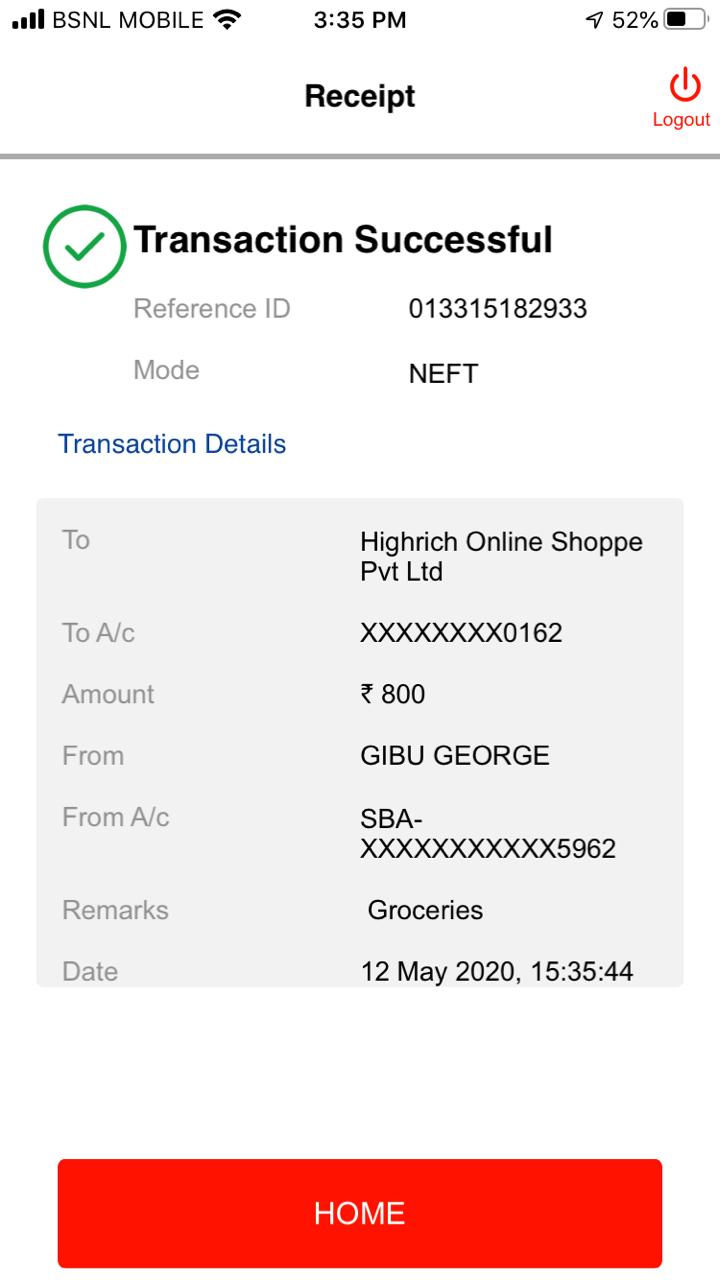 BSNL MOBILE 3:35 PM 52%
Receipt
Logout
Transaction Successful
Reference ID 013315182933
Mode NEFT
Transaction Details
To Highrich Online Shoppe
Pvt Ltd
To A/c XXXXXXXX0162
Amount ₹ 800
From GIBU GEORGE
From A/c SBA-
XXXXXXXXXXX5962
Remarks Groceries
Date 12 May 2020, 15:35:44
HOME